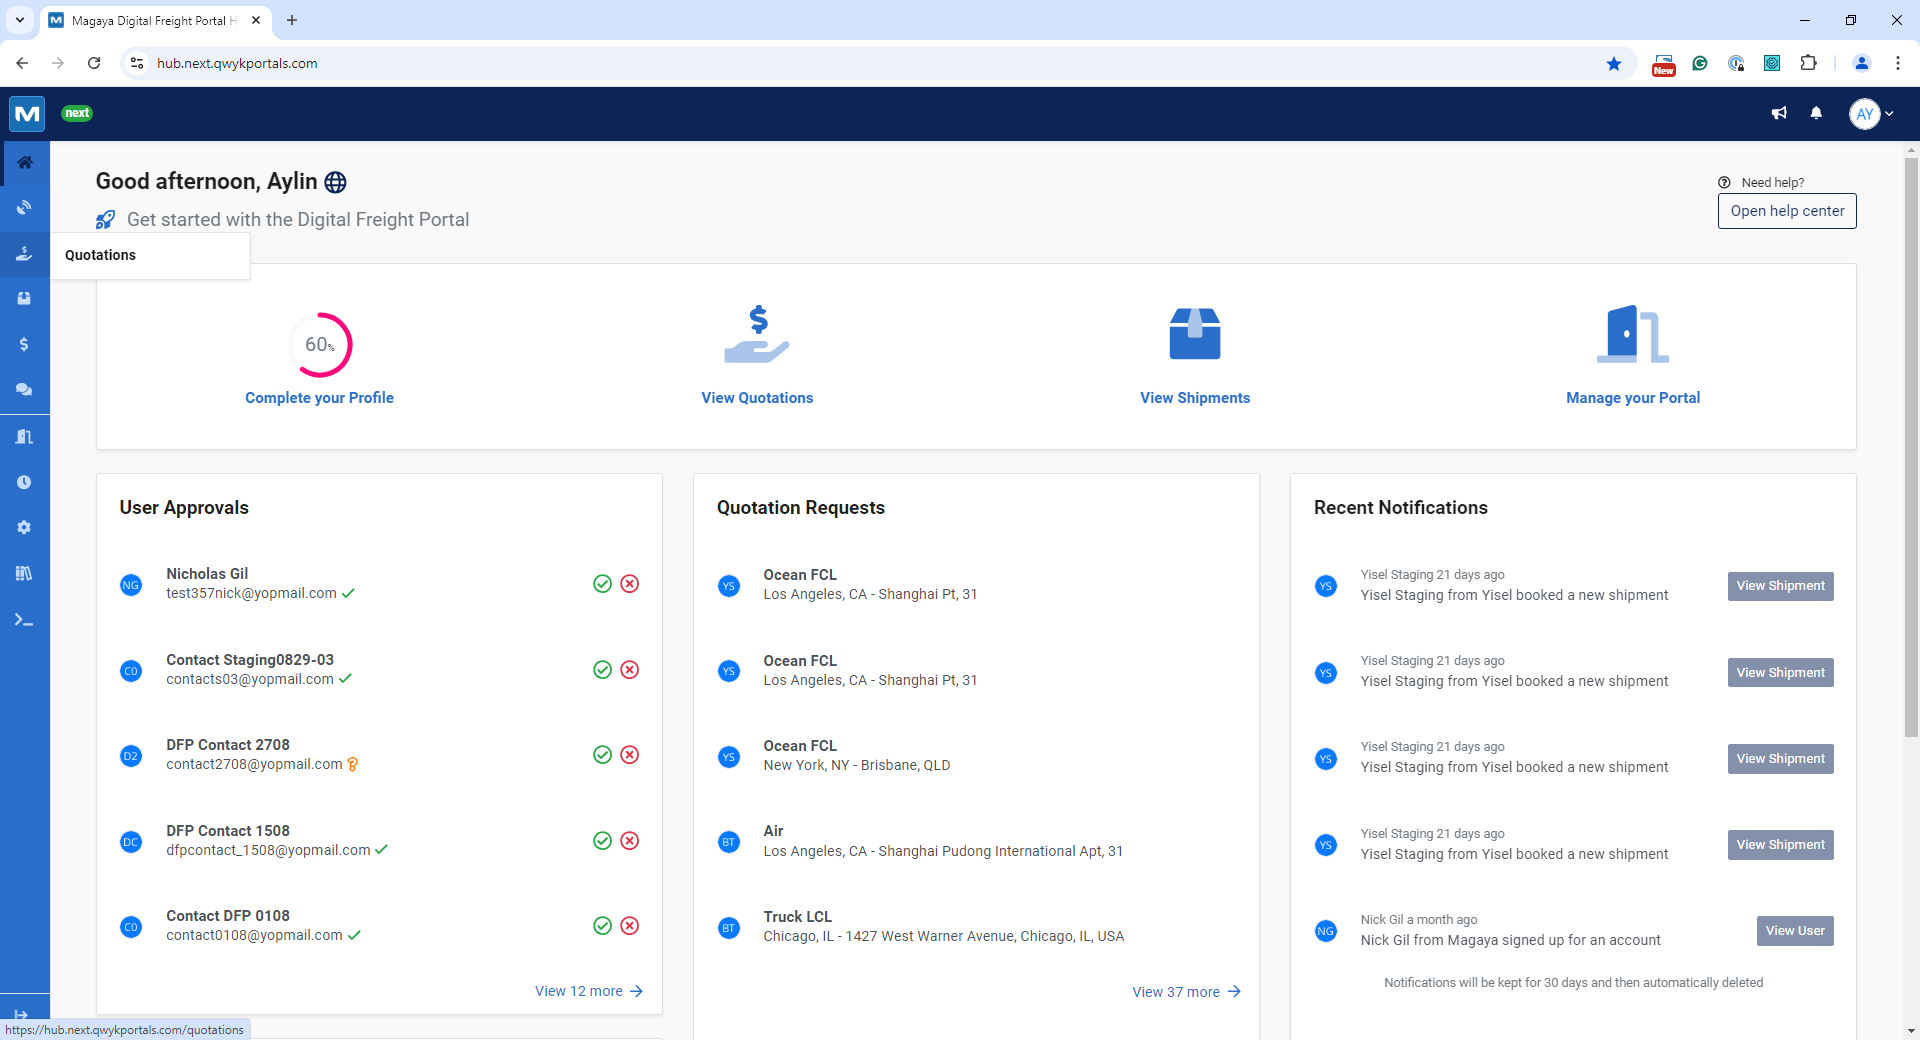 Magaya Digital Freight Portal H
hub.next.qwykportals.com
New
M
next
AY
Good afternoon, Aylin
Get started with the Digital Freight Portal
Need help?
Open help center
Quotations
60%
Complete your Profile
View Quotations
View Shipments
Manage your Portal
User Approvals
NG
Nicholas Gil
test357nick@yopmail.com
C0
Contact Staging0829-03
contacts03@yopmail.com
D2
DFP Contact 2708
contact2708@yopmail.com
DC
DFP Contact 1508
dfpcontact_1508@yopmail.com
C0
Contact DFP 0108
contact0108@yopmail.com
View 12 more
Quotation Requests
YS
Ocean FCL
Los Angeles, CA - Shanghai Pt, 31
YS
Ocean FCL
Los Angeles, CA - Shanghai Pt, 31
YS
Ocean FCL
New York, NY - Brisbane, QLD
BT
Air
Los Angeles, CA - Shanghai Pudong International Apt, 31
BT
Truck LCL
Chicago, IL - 1427 West Warner Avenue, Chicago, IL, USA
View 37 more
Recent Notifications
YS
Yisel Staging 21 days ago
Yisel Staging from Yisel booked a new shipment
View Shipment
YS
Yisel Staging 21 days ago
Yisel Staging from Yisel booked a new shipment
View Shipment
YS
Yisel Staging 21 days ago
Yisel Staging from Yisel booked a new shipment
View Shipment
YS
Yisel Staging 21 days ago
Yisel Staging from Yisel booked a new shipment
View Shipment
NG
Nick Gil a month ago
Nick Gil from Magaya signed up for an account
View User
Notifications will be kept for 30 days and then automatically deleted
https://hub.next.qwykportals.com/quotations